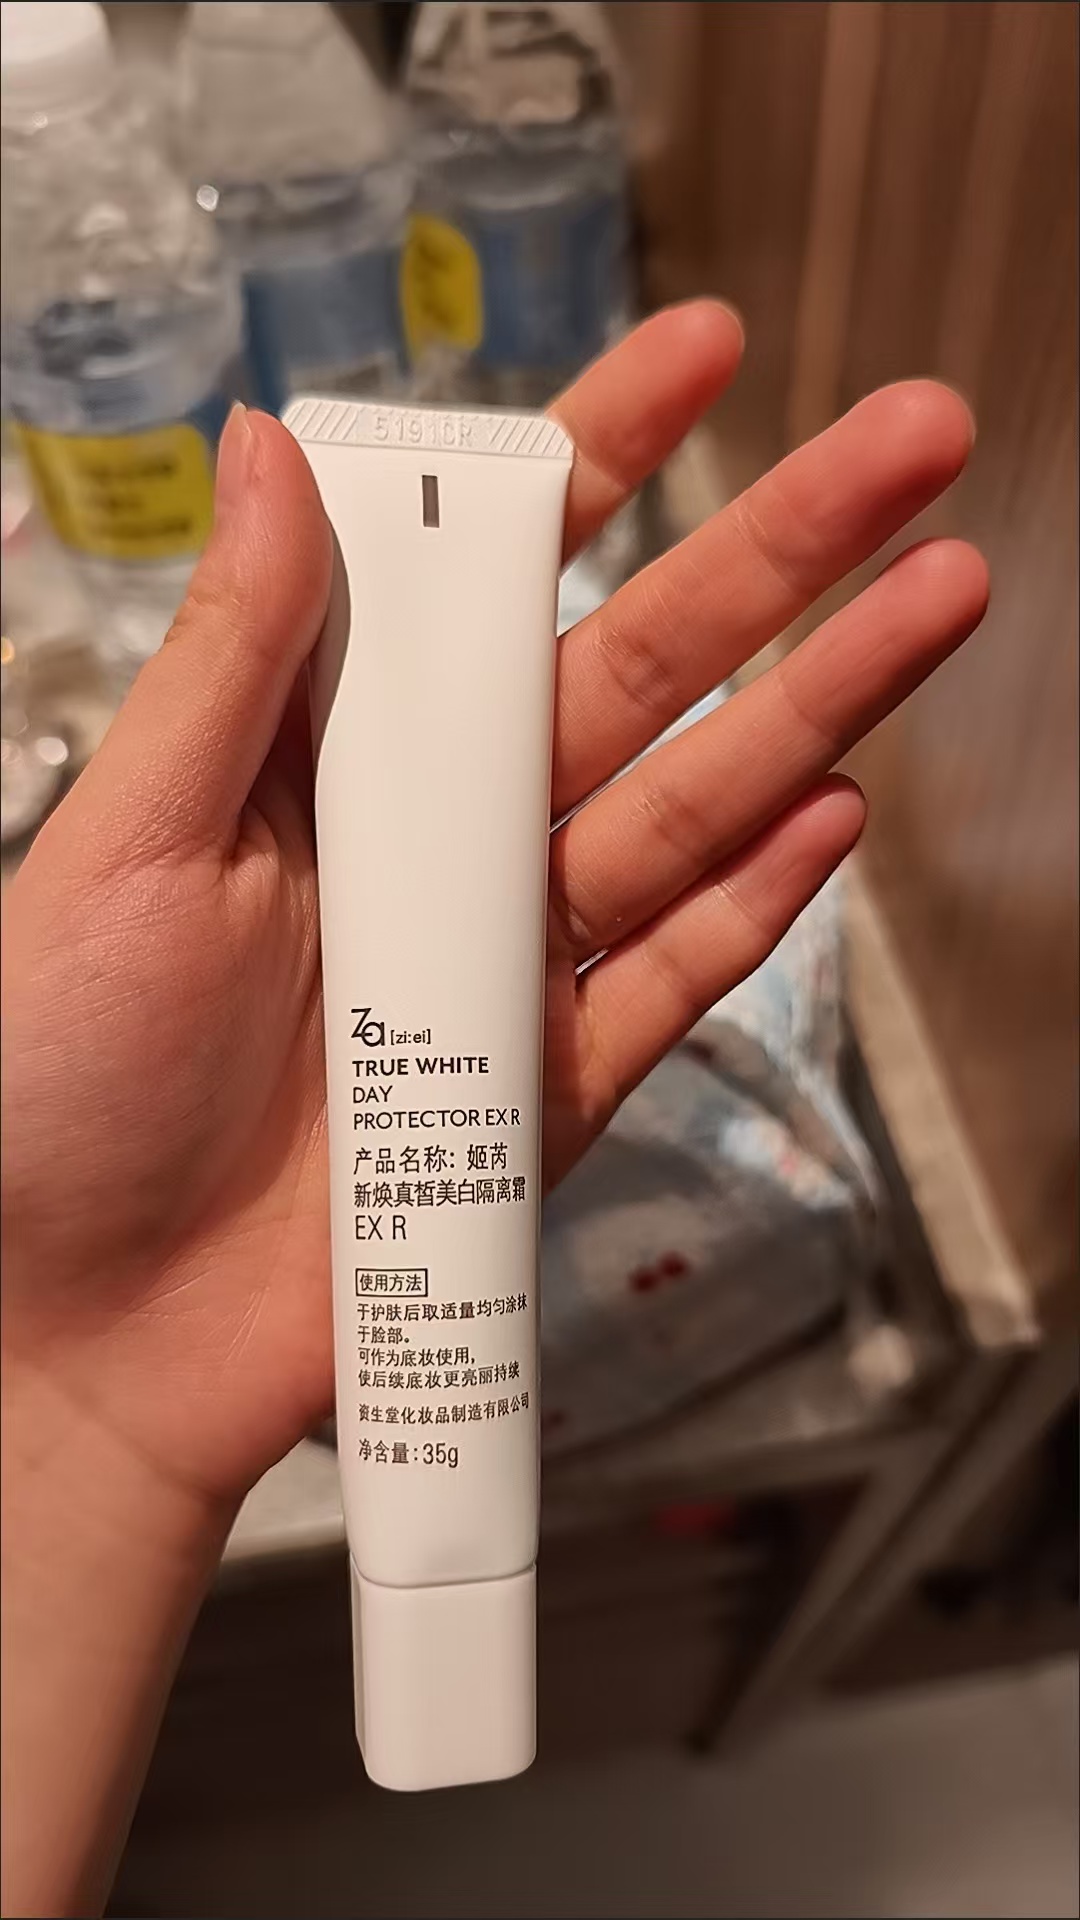 5191CR
Za [zi:ei]
TRUE WHITE
DAY
PROTECTOR EX R
产品名称: 姬芮
新焕真皙美白隔离霜
EX R
使用方法
于护肤后取适量均匀涂抹
于脸部。
可作为底妆使用,
使后续底妆更亮丽持续
资生堂化妆品制造有限公司
净含量:35g